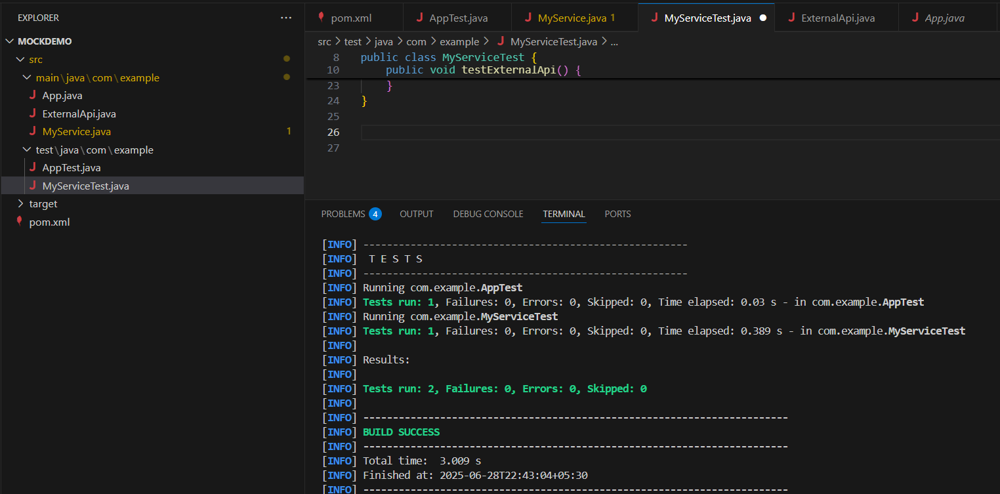 EXPLORER
MOCKDEMO
src
main\java\com\example
App.java
ExternalApi.java
MyService.java 1
test\java\com\example
AppTest.java
MyServiceTest.java
target
pom.xml
pom.xml AppTest.java MyService.java 1 MyServiceTest.java ExternalApi.java App.java
src > test > java > com > example > MyServiceTest.java > ...
8 public class MyServiceTest {
10 public void testExternalApi() {
23 }
24 }
25
26
27
PROBLEMS 4 OUTPUT DEBUG CONSOLE TERMINAL PORTS
[INFO] -------------------------------------------------------
[INFO]  T E S T S
[INFO] -------------------------------------------------------
[INFO] Running com.example.AppTest
[INFO] Tests run: 1, Failures: 0, Errors: 0, Skipped: 0, Time elapsed: 0.03 s - in com.example.AppTest
[INFO] Running com.example.MyServiceTest
[INFO] Tests run: 1, Failures: 0, Errors: 0, Skipped: 0, Time elapsed: 0.389 s - in com.example.MyServiceTest
[INFO]
[INFO] Results:
[INFO]
[INFO] Tests run: 2, Failures: 0, Errors: 0, Skipped: 0
[INFO]
[INFO] ------------------------------------------------------------------------
[INFO] BUILD SUCCESS
[INFO] ------------------------------------------------------------------------
[INFO] Total time:  3.009 s
[INFO] Finished at: 2025-06-28T22:43:04+05:30
[INFO] ------------------------------------------------------------------------